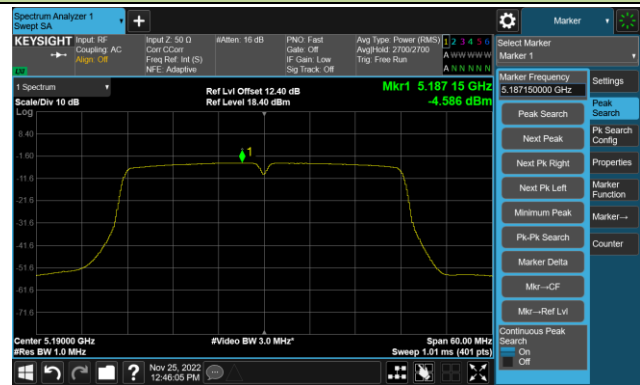 Spectrum Analyzer 1
Swept SA
Marker
KEYSIGHT
Input: RF
Coupling: AC
Align: Off
Input Z: 50 Ω
Corr CCorr
Freq Ref: Int (S)
NFE: Adaptive
#Atten: 16 dB
PNO: Fast
Gate: Off
IF Gain: Low
Sig Track: Off
Avg Type: Power (RMS)
Avg|Hold: 2700/2700
Trig: Free Run
1 2 3 4 5 6
A W W W W W
A N N N N N
Select Marker
Marker 1
1 Spectrum
Scale/Div 10 dB
Log
Ref Lvl Offset 12.40 dB
Ref Level 18.40 dBm
Mkr1 5.187 15 GHz
-4.586 dBm
8.40
-1.60
-11.6
-21.6
-31.6
-41.6
-51.6
-61.6
-71.6
1
Center 5.19000 GHz
#Res BW 1.0 MHz
#Video BW 3.0 MHz*
Span 60.00 MHz
Sweep 1.01 ms (401 pts)
Marker Frequency
5.187150000 GHz
Peak Search
Next Peak
Next Pk Right
Next Pk Left
Minimum Peak
Pk-Pk Search
Marker Delta
Mkr→CF
Mkr→Ref Lvl
Continuous Peak
Search
On
Off
Settings
Peak
Search
Pk Search
Config
Properties
Marker
Function
Marker→
Counter
Nov 25, 2022
12:46:05 PM